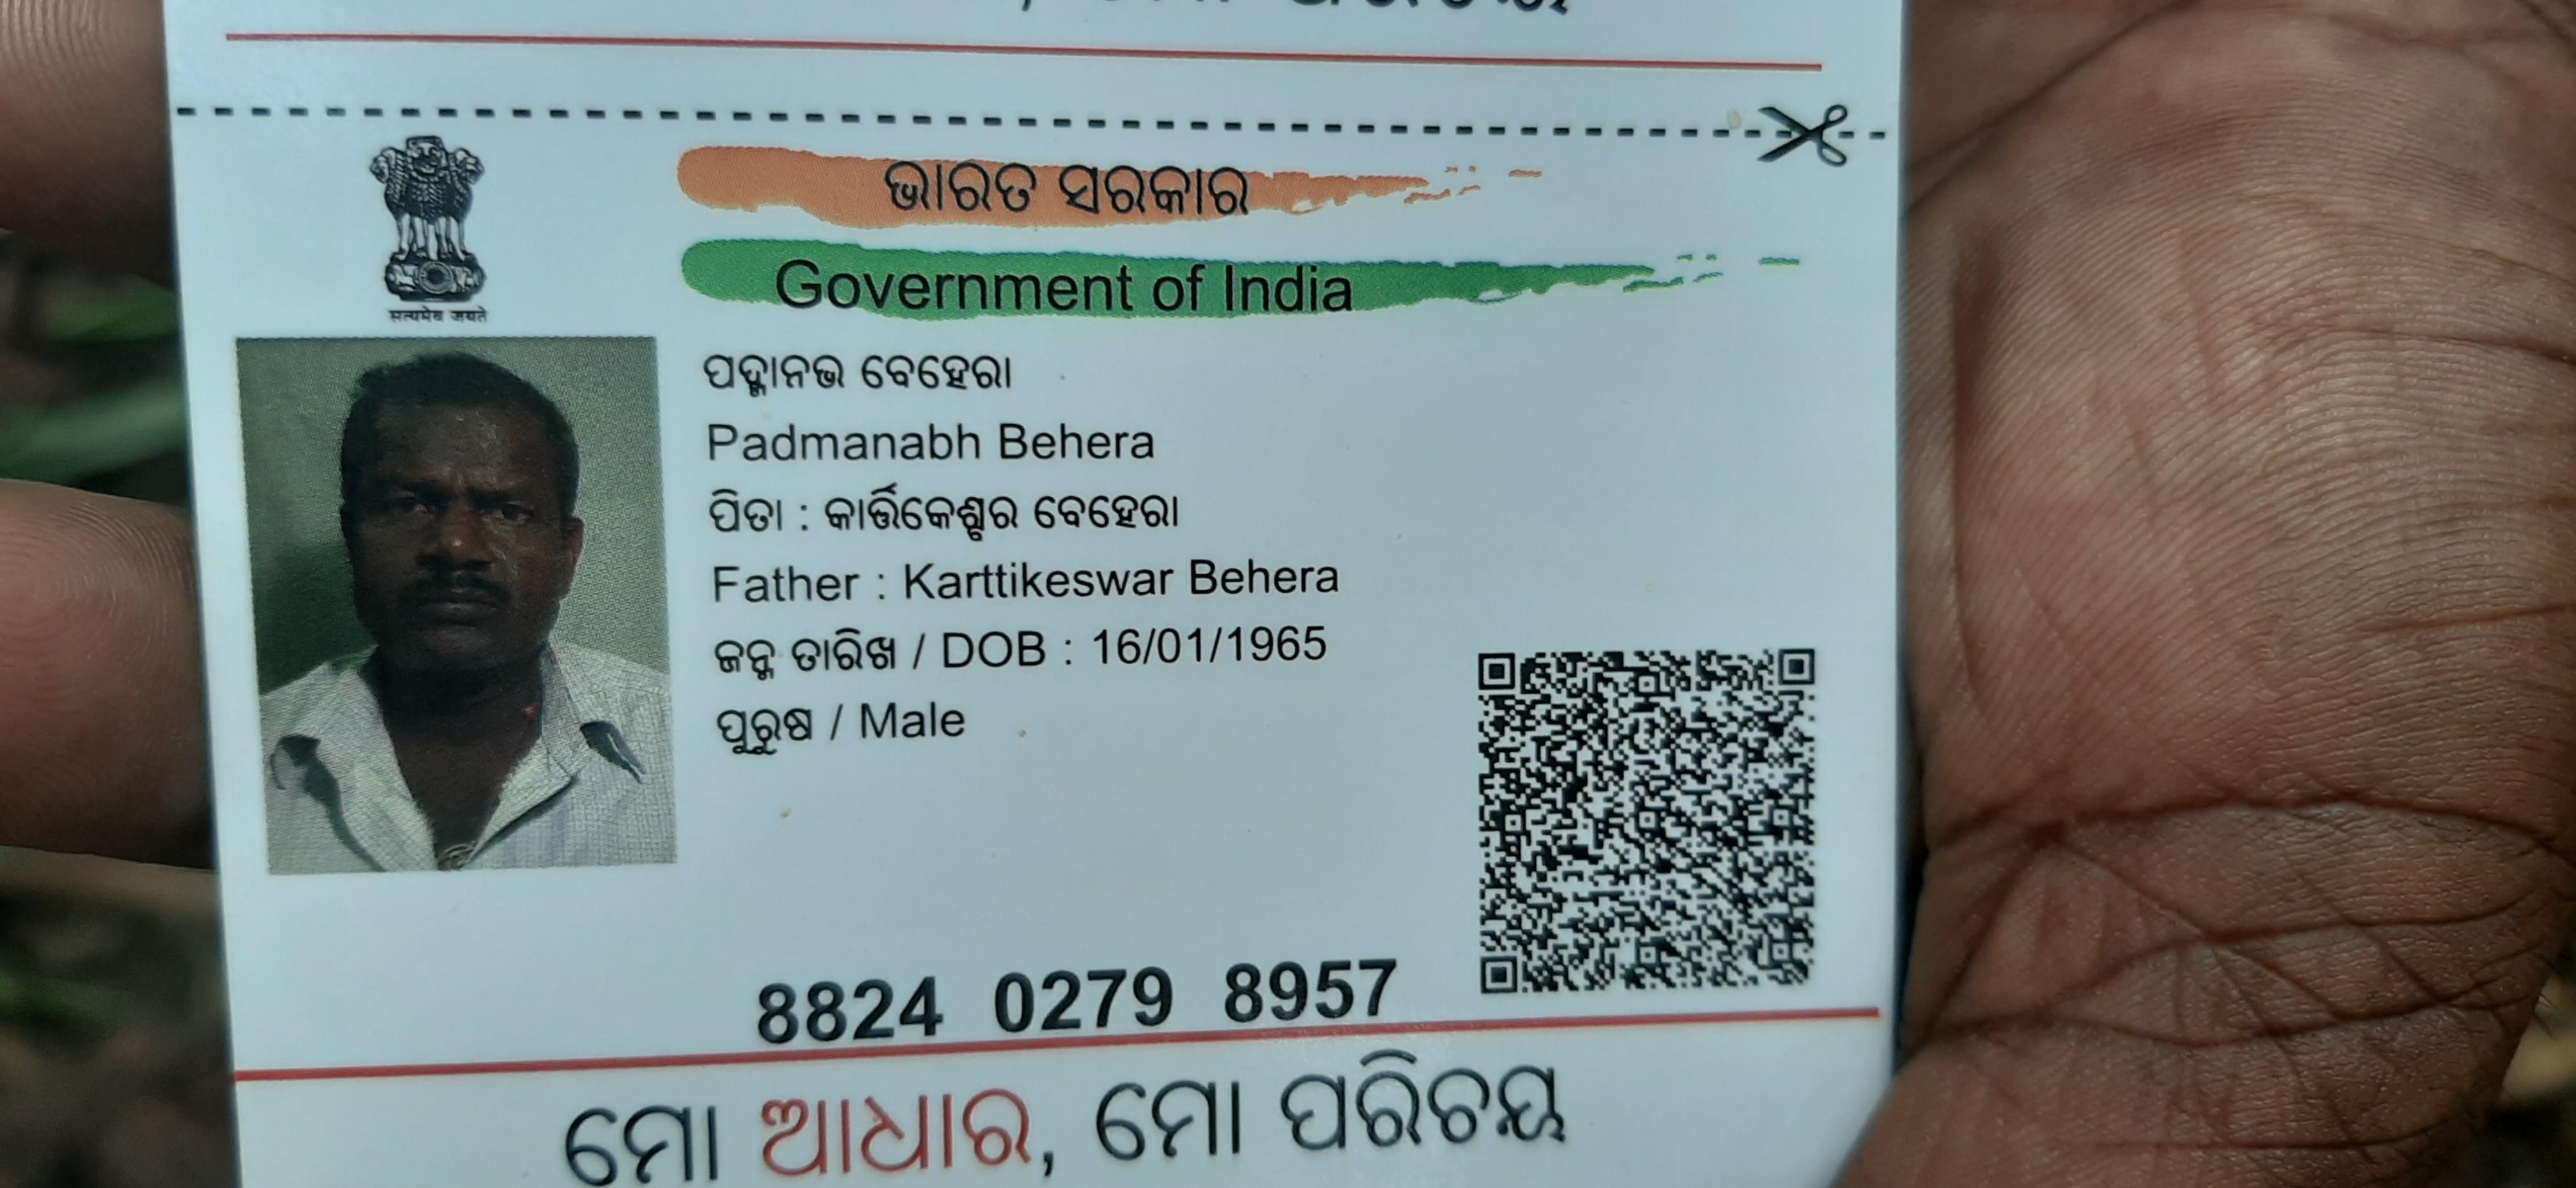 ଭାରତ ସରକାର
Government of India
सत्यमेव जयते
ପଦ୍ମାନଭ ବେହେରା
Padmanabh Behera
ପିତା : କାର୍ତ୍ତିକେଶ୍ବର ବେହେରା
Father : Karttikeswar Behera
ଜନ୍ମ ତାରିଖ / DOB : 16/01/1965
ପୁରୁଷ / Male
8824 0279 8957
ମୋ ଆଧାର, ମୋ ପରିଚୟ